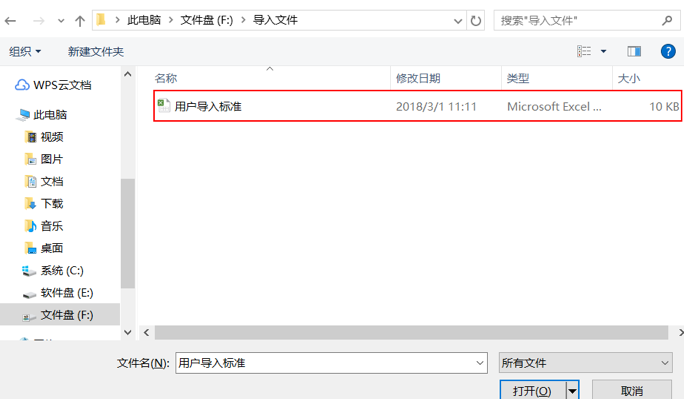 此电脑 > 文件盘 (F:) > 导入文件
搜索"导入文件"
组织
新建文件夹
名称 修改日期 类型 大小
WPS云文档
此电脑
视频
图片
文档
下载
音乐
桌面
系统 (C:)
软件盘 (E:)
文件盘 (F:)
用户导入标准 2018/3/1 11:11 Microsoft Excel ... 10 KB
文件名(N): 用户导入标准
所有文件
打开(O)
取消